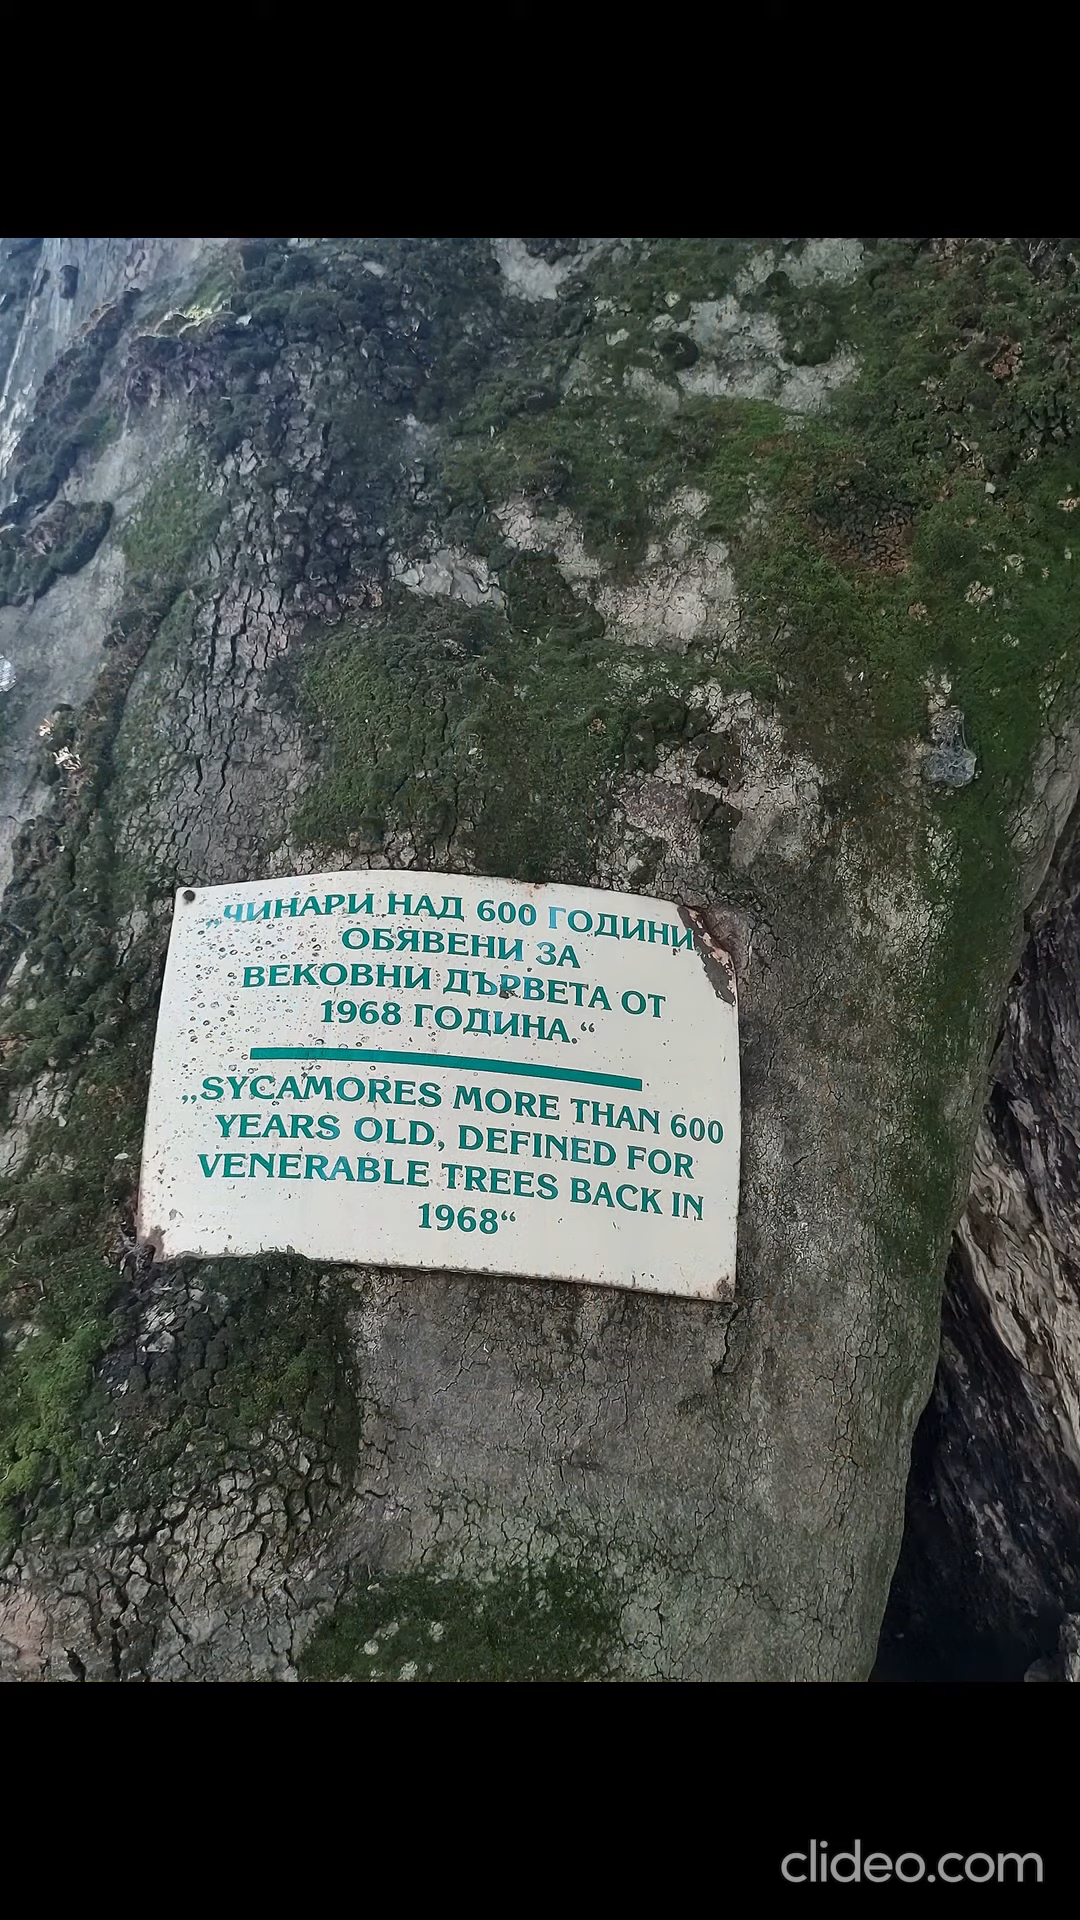 „ЧИНАРИ НАД 600 ГОДИНИ
ОБЯВЕНИ ЗА
ВЕКОВНИ ДЪРВЕТА ОТ
1968 ГОДИНА.“
„SYCAMORES MORE THAN 600
YEARS OLD, DEFINED FOR
VENERABLE TREES BACK IN
1968“
clideo.com